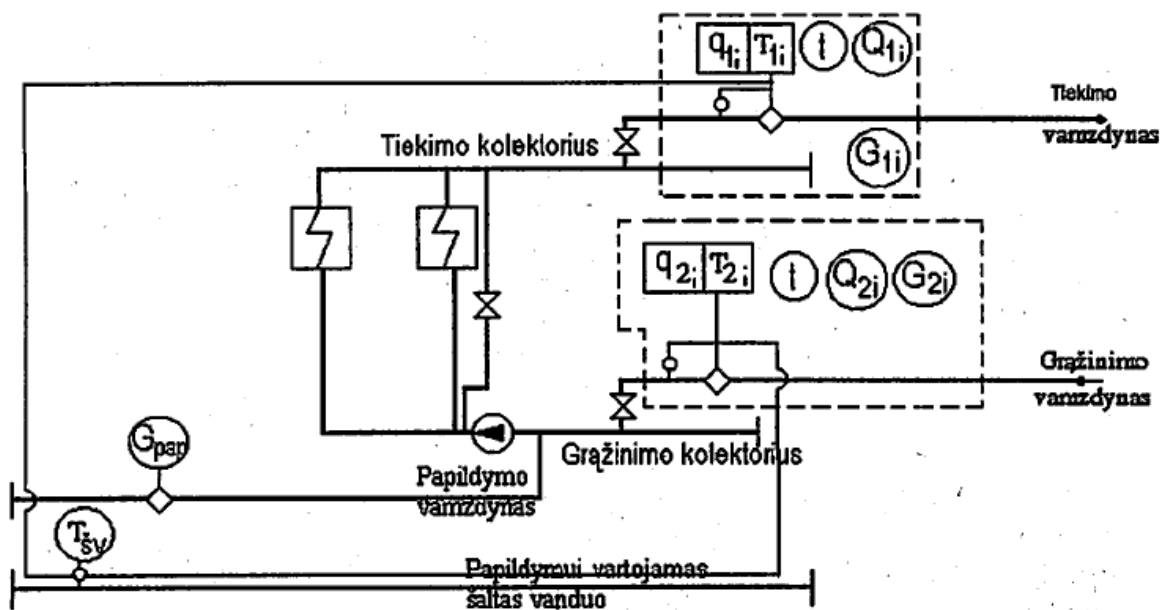 q1i T1i t Q1i
Tiekimo
vamzdynas
Tiekimo kolektorius
G1i
q2i T2i t Q2i G2i
Grąžinimo
vamzdynas
Gpap
Grąžinimo kolektorius
Papildymo
vamzdynas
Tšv
Papildymui vartojamas
šaltas vanduo